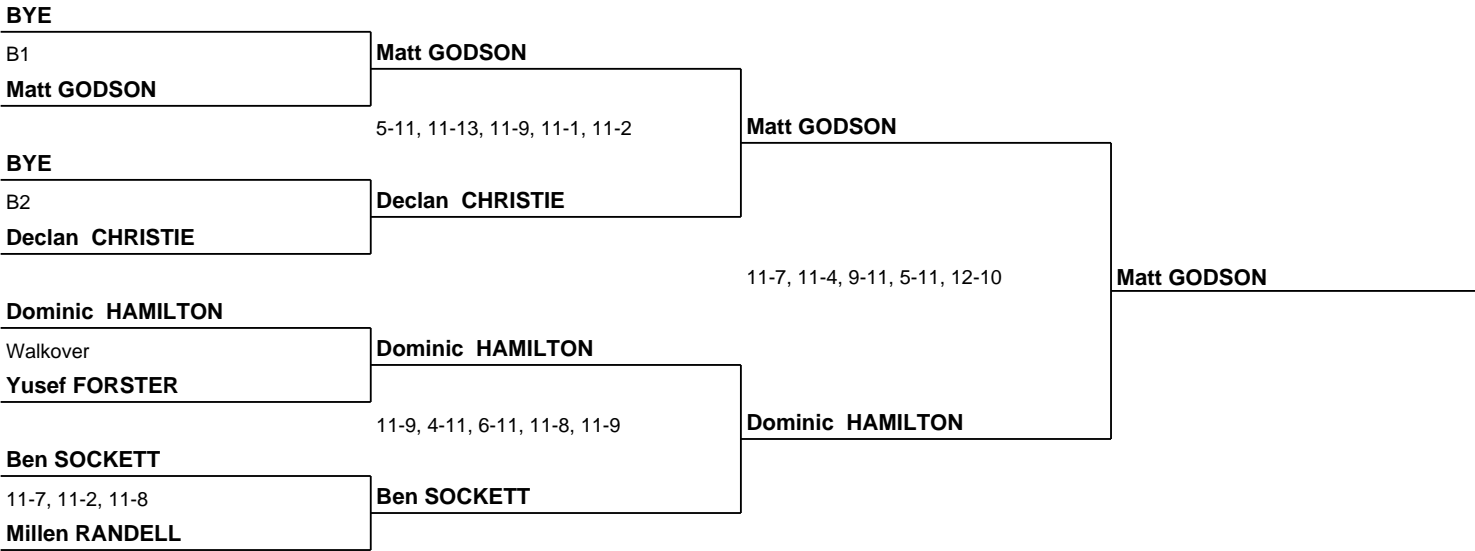 BYE
B1
Matt GODSON
Matt GODSON
5-11, 11-13, 11-9, 11-1, 11-2
Matt GODSON
BYE
B2
Declan  CHRISTIE
Declan  CHRISTIE
11-7, 11-4, 9-11, 5-11, 12-10
Matt GODSON
Dominic  HAMILTON
Walkover
Dominic  HAMILTON
Yusef FORSTER
11-9, 4-11, 6-11, 11-8, 11-9
Dominic  HAMILTON
Ben SOCKETT
11-7, 11-2, 11-8
Ben SOCKETT
Millen RANDELL